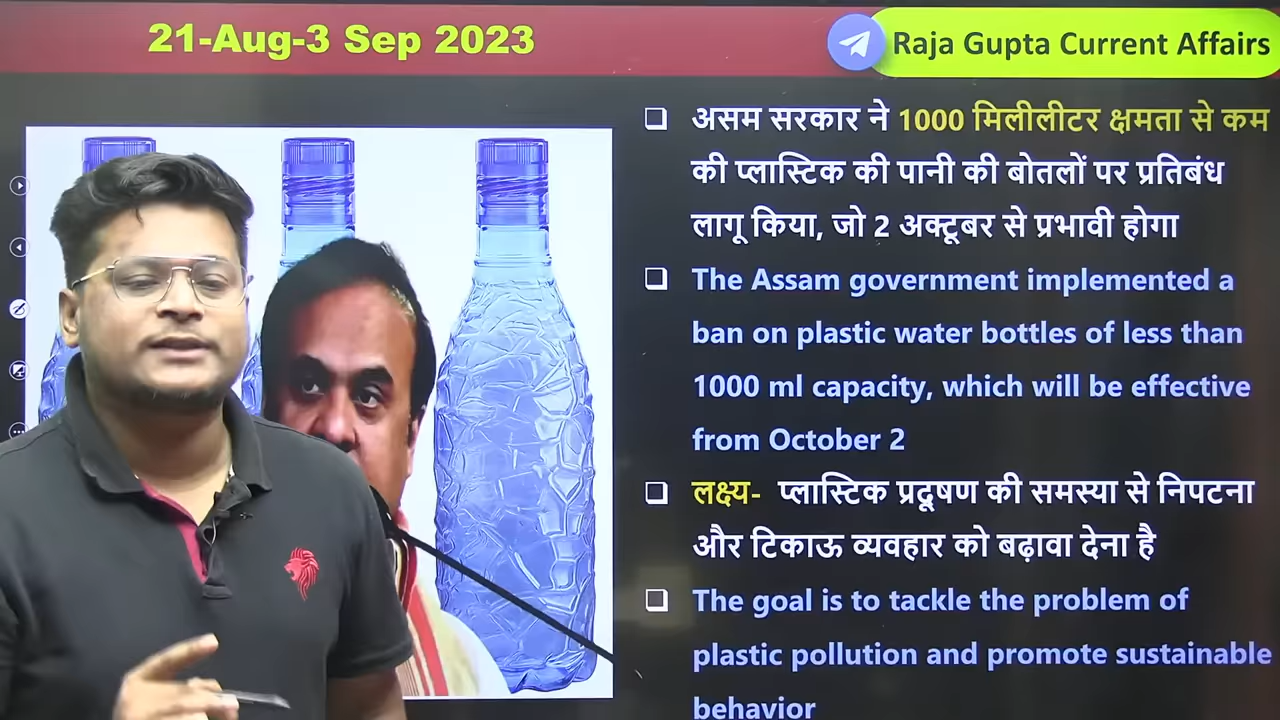 21-Aug-3 Sep 2023
Raja Gupta Current Affairs
असम सरकार ने 1000 मिलीलीटर क्षमता से कम
की प्लास्टिक की पानी की बोतलों पर प्रतिबंध
लागू किया, जो 2 अक्टूबर से प्रभावी होगा
The Assam government implemented a
ban on plastic water bottles of less than
1000 ml capacity, which will be effective
from October 2
लक्ष्य- प्लास्टिक प्रदूषण की समस्या से निपटना
और टिकाऊ व्यवहार को बढ़ावा देना है
The goal is to tackle the problem of
plastic pollution and promote sustainable
behavior